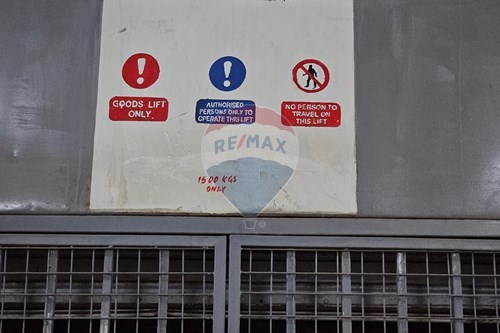 GOODS LIFT
ONLY.
AUTHORISED
PERSONS ONLY TO
OPERATE THIS LIFT
NO PERSON TO
TRAVEL ON
THIS LIFT
RE/MAX
1500 KGS
ONLY